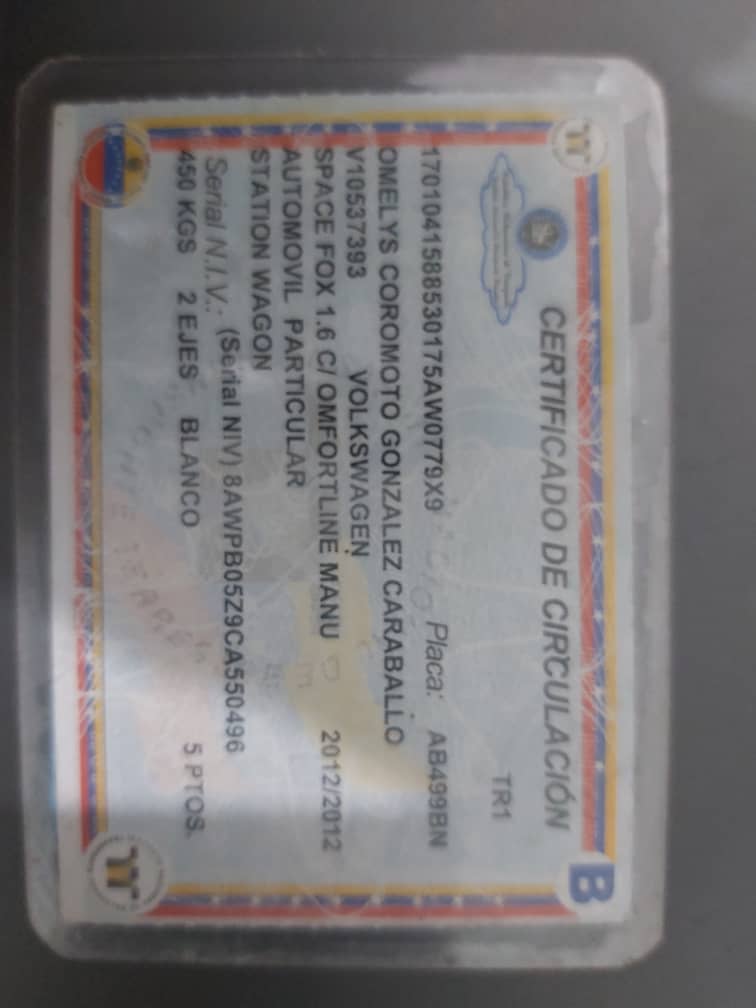 B
CERTIFICADO DE CIRCULACIÓN
TR1
1701041588530175AW0779X9 Placa: AB499BN
OMELYS COROMOTO GONZALEZ CARABALLO
V10537393 VOLKSWAGEN
SPACE FOX 1.6 C/ OMFORTLINE MANU 2012/2012
AUTOMOVIL PARTICULAR
STATION WAGON
Serial N.I.V.: (Serial NIV) 8AWPB05Z9CA550496
450 KGS 2 EJES BLANCO 5 PTOS.